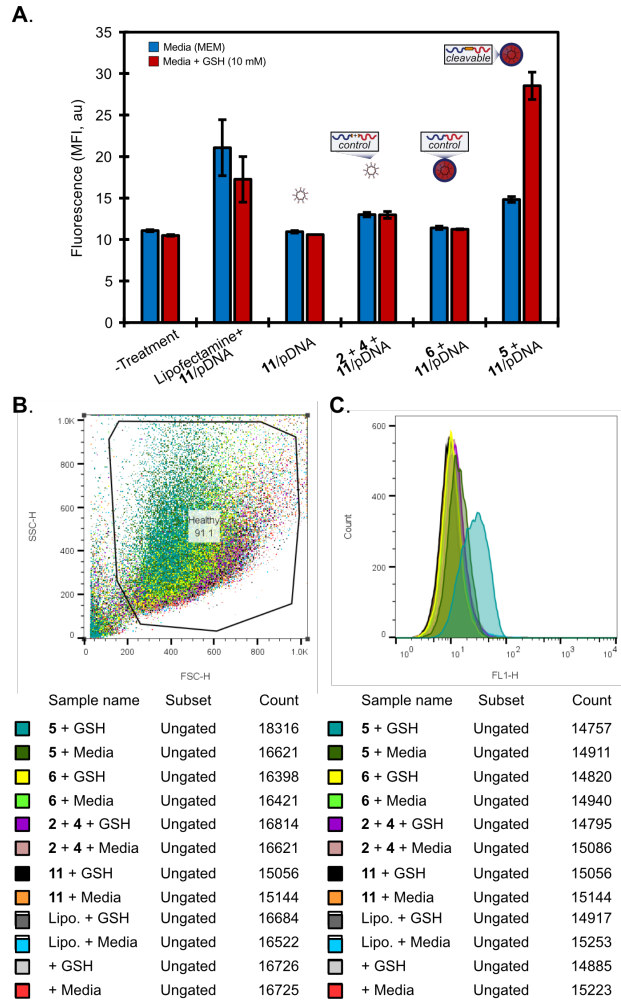 A.
35
30
25
20
15
10
5
0
Fluorescence (MFI, au)
Media (MEM)
Media + GSH (10 mM)
cleavable
control
control
-Treatment
Lipofectamine+
11/pDNA
11/pDNA
2 + 4 +
11/pDNA
6 +
11/pDNA
5 +
11/pDNA
B.
1.0K
800
600
400
200
0
SSC-H
Healthy
91.1
0 200 400 600 800 1.0K
FSC-H
C.
600
400
200
0
Count
10^0 10^1 10^2 10^3 10^4
FL1-H
Sample name Subset Count
5 + GSH Ungated 18316
5 + Media Ungated 16621
6 + GSH Ungated 16398
6 + Media Ungated 16421
2 + 4 + GSH Ungated 16814
2 + 4 + Media Ungated 16621
11 + GSH Ungated 15056
11 + Media Ungated 15144
Lipo. + GSH Ungated 16684
Lipo. + Media Ungated 16522
+ GSH Ungated 16726
+ Media Ungated 16725
Sample name Subset Count
5 + GSH Ungated 14757
5 + Media Ungated 14911
6 + GSH Ungated 14820
6 + Media Ungated 14940
2 + 4 + GSH Ungated 14795
2 + 4 + Media Ungated 15086
11 + GSH Ungated 15056
11 + Media Ungated 15144
Lipo. + GSH Ungated 14917
Lipo. + Media Ungated 15253
+ GSH Ungated 14885
+ Media Ungated 15223